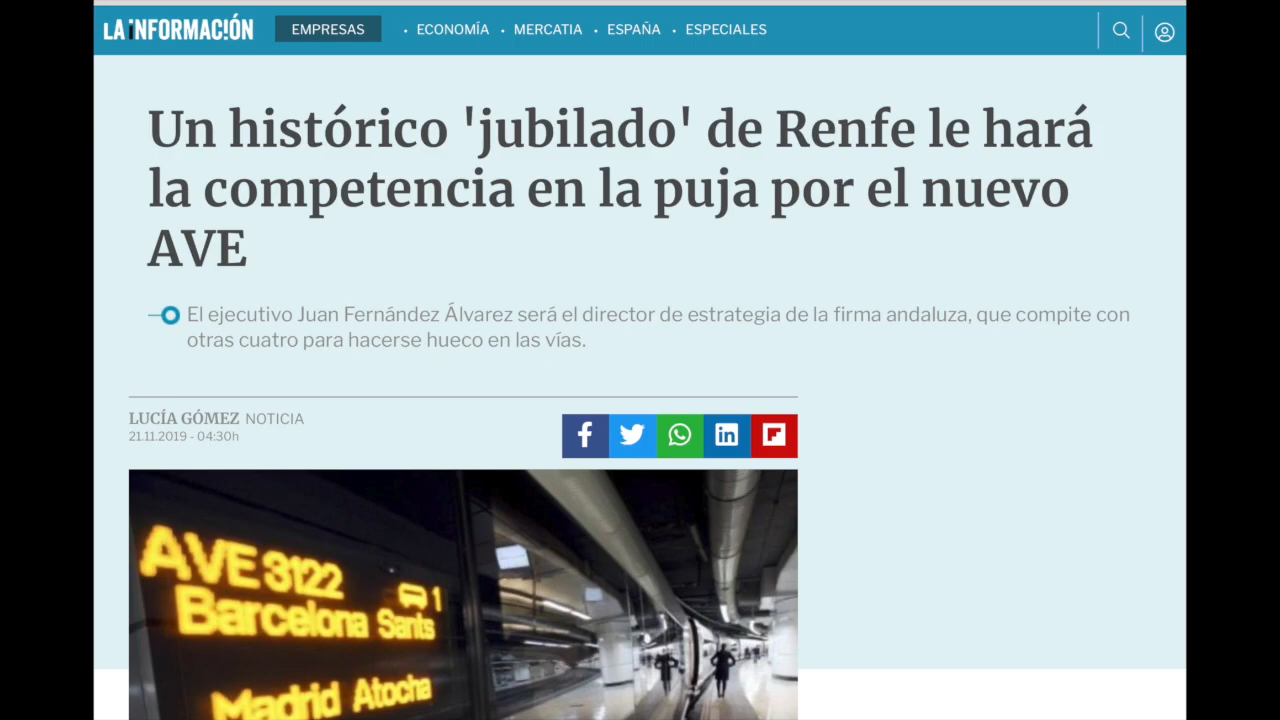 LA iNFORMAC!ÓN
EMPRESAS • ECONOMÍA • MERCATIA • ESPAÑA • ESPECIALES
Un histórico 'jubilado' de Renfe le hará
la competencia en la puja por el nuevo
AVE
El ejecutivo Juan Fernández Álvarez será el director de estrategia de la firma andaluza, que compite con
otras cuatro para hacerse hueco en las vías.
LUCÍA GÓMEZ NOTICIA
21.11.2019 - 04:30h
AVE 3122
1
Barcelona Sants
Madrid Atocha